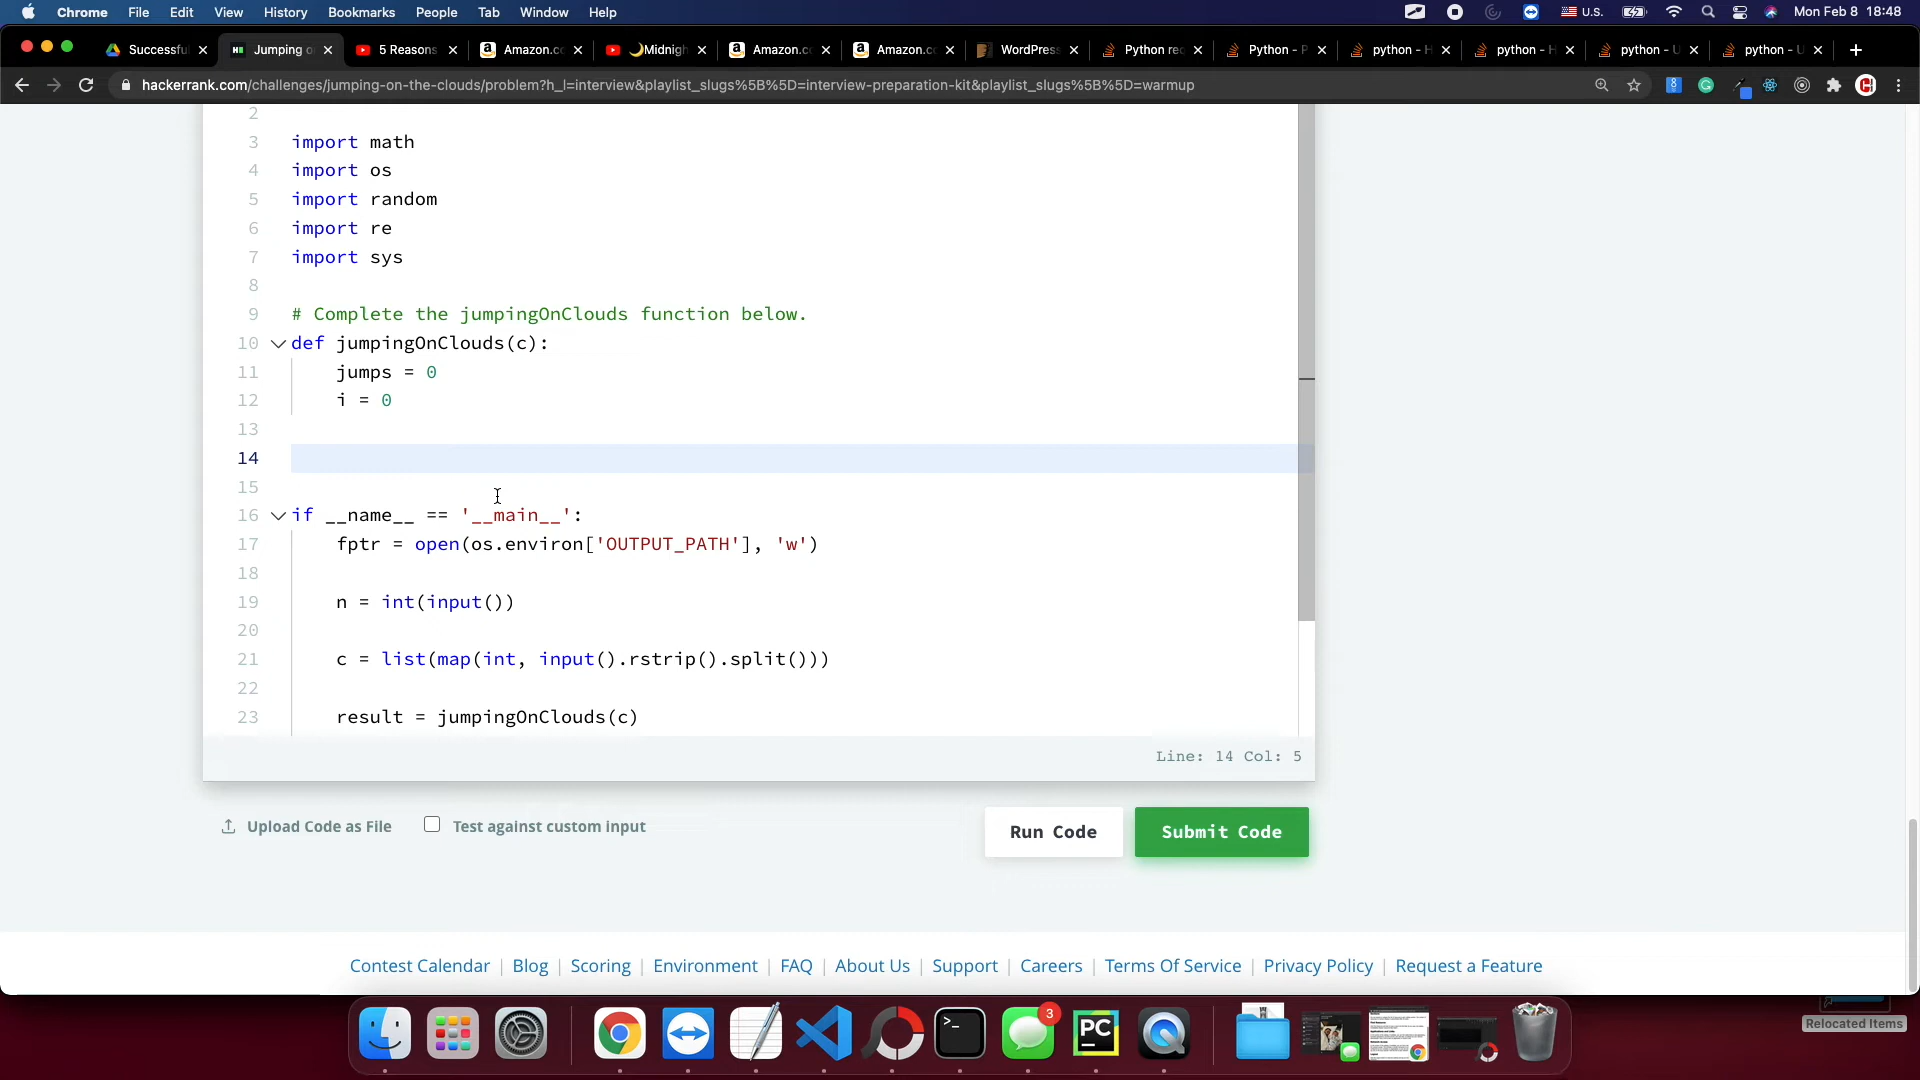 Chrome File Edit View History Bookmarks People Tab Window Help U.S. Mon Feb 8 18:48
Successfu Jumping o 5 Reasons Amazon.c Midnigh Amazon.c Amazon.c WordPress Python re Python - P python - H python - H python - U python - U
hackerrank.com/challenges/jumping-on-the-clouds/problem?h_l=interview&playlist_slugs%5B%5D=interview-preparation-kit&playlist_slugs%5B%5D=warmup
2
3 import math
4 import os
5 import random
6 import re
7 import sys
8
9 # Complete the jumpingOnClouds function below.
10 def jumpingOnClouds(c):
11 jumps = 0
12 i = 0
13
14
15
16 if __name__ == '__main__':
17 fptr = open(os.environ['OUTPUT_PATH'], 'w')
18
19 n = int(input())
20
21 c = list(map(int, input().rstrip().split()))
22
23 result = jumpingOnClouds(c)
Line: 14 Col: 5
Upload Code as File Test against custom input Run Code Submit Code
Contest Calendar | Blog | Scoring | Environment | FAQ | About Us | Support | Careers | Terms Of Service | Privacy Policy | Request a Feature
3
PC
Relocated Items